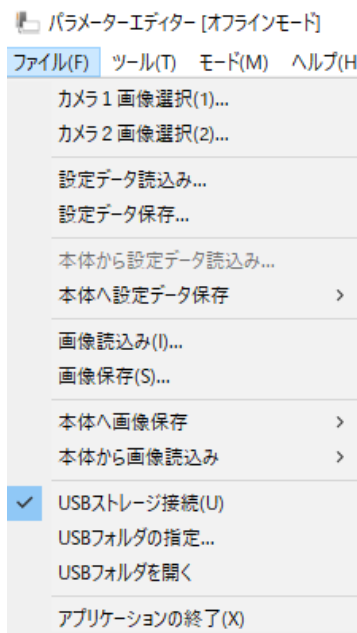 パラメーターエディター [オフラインモード]
ファイル(F) ツール(T) モード(M) ヘルプ(H
カメラ１画像選択(1)...
カメラ２画像選択(2)...
設定データ読込み...
設定データ保存...
本体から設定データ読込み...
本体へ設定データ保存
画像読込み(I)...
画像保存(S)...
本体へ画像保存
本体から画像読込み
USBストレージ接続(U)
USBフォルダの指定...
USBフォルダを開く
アプリケーションの終了(X)